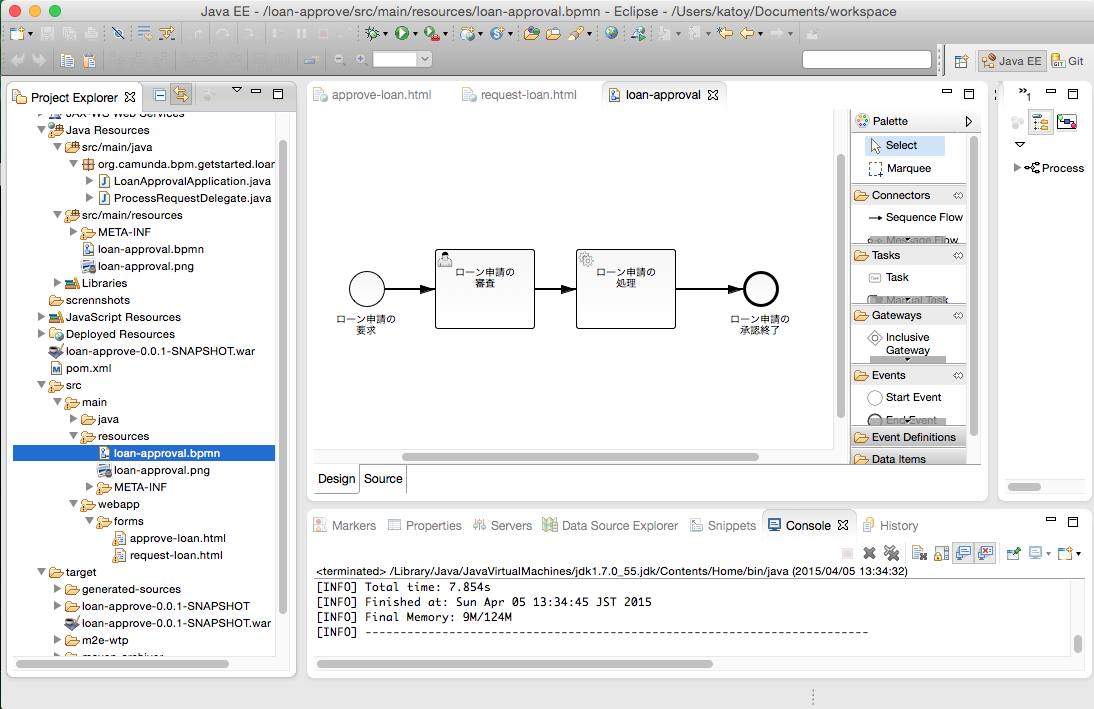 Java EE - /loan-approve/src/main/resources/loan-approval.bpmn - Eclipse - /Users/katoy/Documents/workspace
Java EE
Git
Project Explorer
JAX-WS Web Services
Java Resources
src/main/java
org.camunda.bpm.getstarted.loan
LoanApprovalApplication.java
ProcessRequestDelegate.java
src/main/resources
META-INF
loan-approval.bpmn
loan-approval.png
Libraries
scrennshots
JavaScript Resources
Deployed Resources
loan-approve-0.0.1-SNAPSHOT.war
pom.xml
src
main
java
resources
loan-approval.bpmn
loan-approval.png
META-INF
webapp
forms
approve-loan.html
request-loan.html
target
generated-sources
loan-approve-0.0.1-SNAPSHOT
loan-approve-0.0.1-SNAPSHOT.war
m2e-wtp
maven-archiver
approve-loan.html
request-loan.html
loan-approval
ローン申請の
要求
ローン申請の
審査
ローン申請の
処理
ローン申請の
承認終了
Palette
Select
Marquee
Connectors
Sequence Flow
Message Flow
Tasks
Task
Manual Task
Gateways
Inclusive
Gateway
Events
Start Event
End Event
Event Definitions
Data Items
Design
Source
»1
Process
Markers
Properties
Servers
Data Source Explorer
Snippets
Console
History
<terminated> /Library/Java/JavaVirtualMachines/jdk1.7.0_55.jdk/Contents/Home/bin/java (2015/04/05 13:34:32)
[INFO] Total time: 7.854s
[INFO] Finished at: Sun Apr 05 13:34:45 JST 2015
[INFO] Final Memory: 9M/124M
[INFO] ------------------------------------------------------------------------